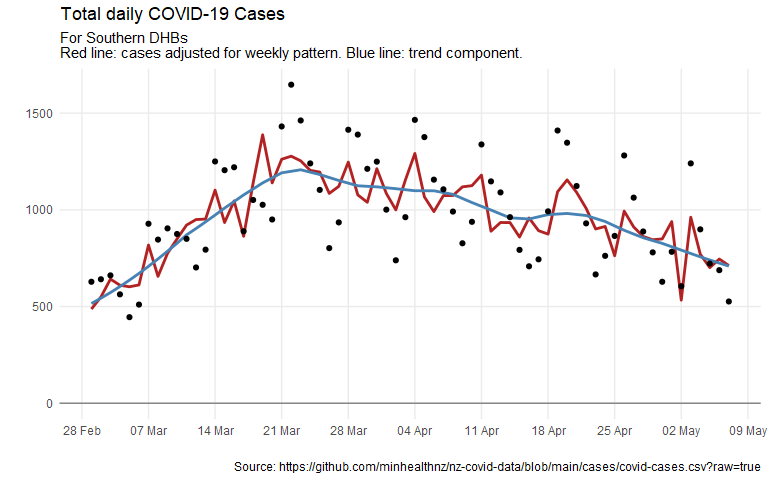 Total daily COVID-19 Cases
For Southern DHBs
Red line: cases adjusted for weekly pattern. Blue line: trend component.
1500
1000
500
0
28 Feb 07 Mar 14 Mar 21 Mar 28 Mar 04 Apr 11 Apr 18 Apr 25 Apr 02 May 09 May
Source: https://github.com/minhealthnz/nz-covid-data/blob/main/cases/covid-cases.csv?raw=true